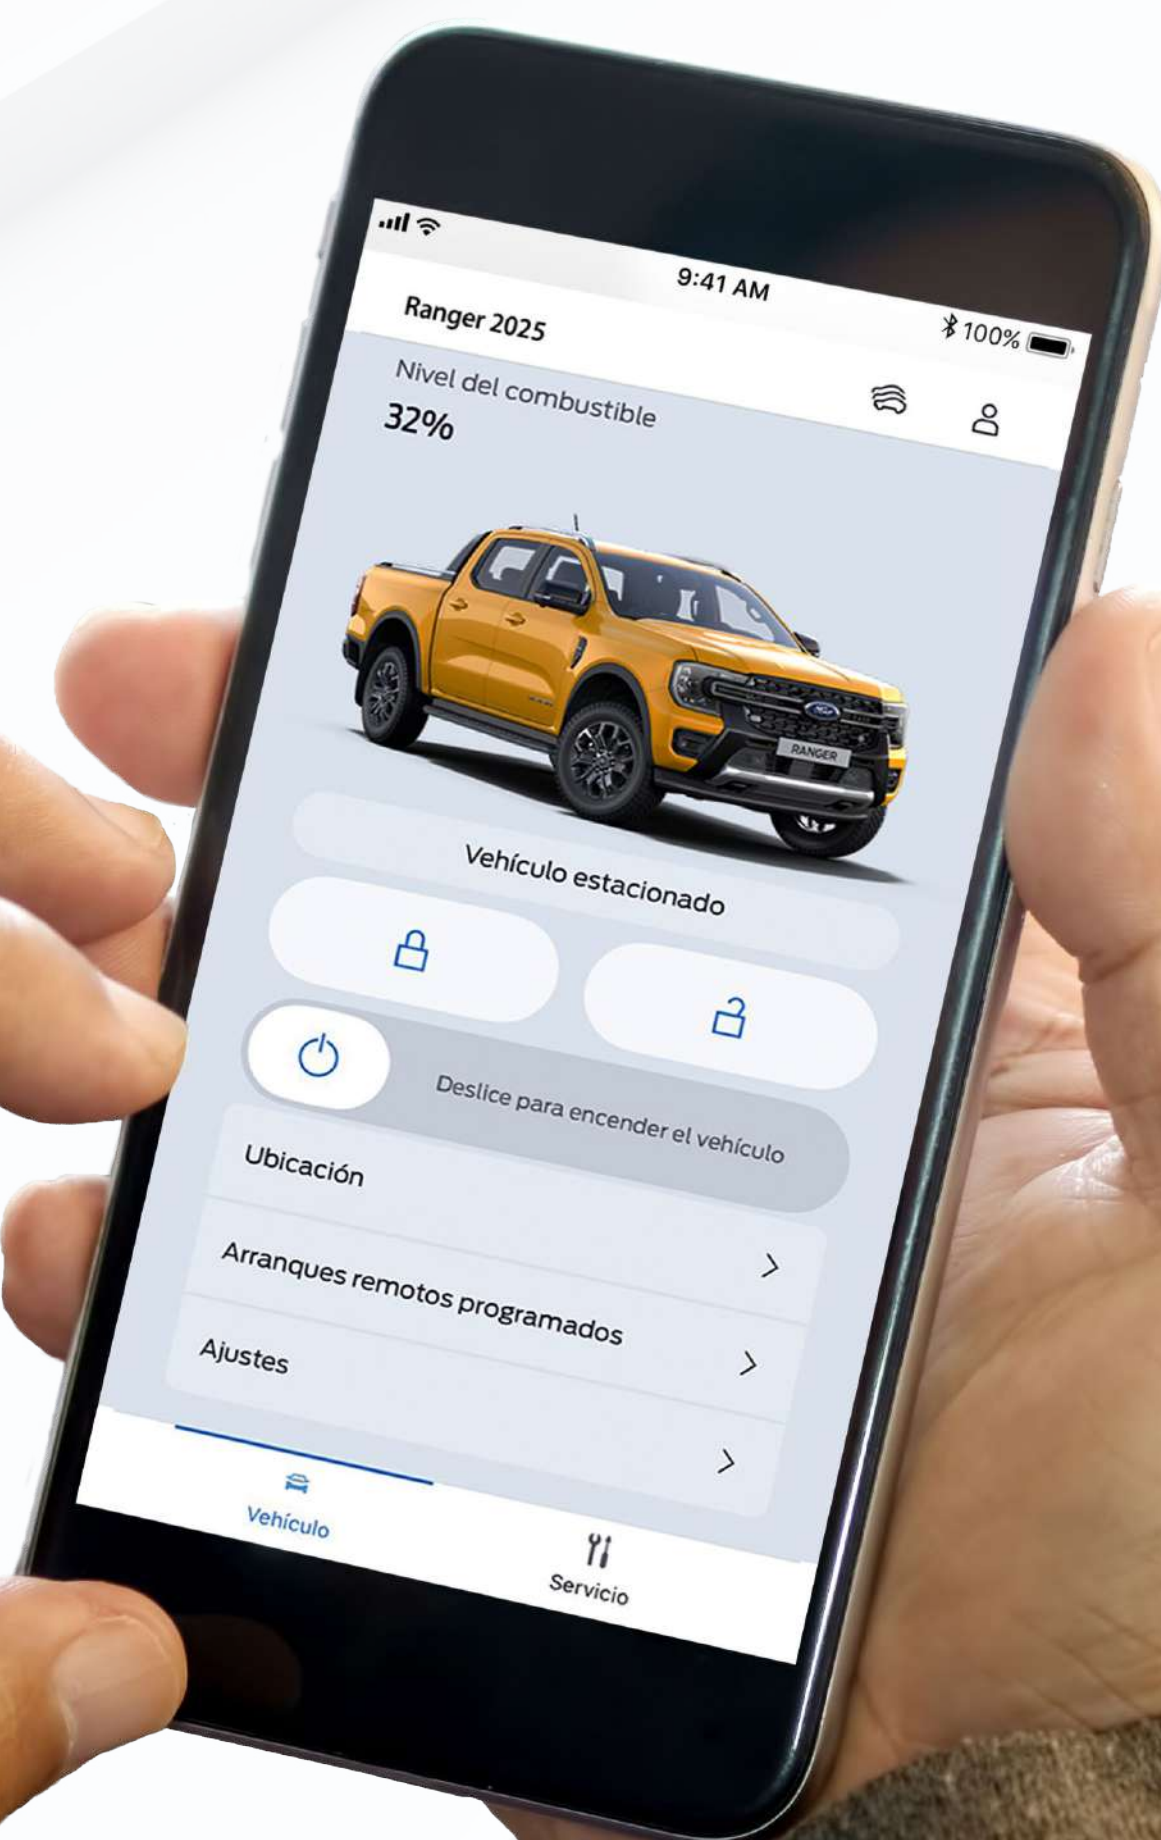 9:41 AM
100%
Ranger 2025
Nivel del combustible
32%
Ford
RANGER
Vehículo estacionado
Deslice para encender el vehículo
Ubicación
Arranques remotos programados
Ajustes
Vehículo
Servicio